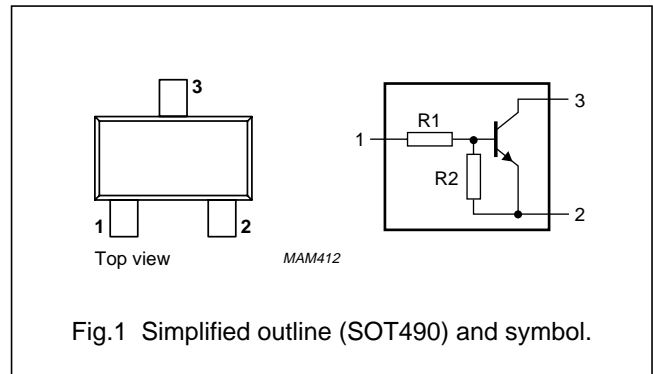 3
1
2
Top view
MAM412
R1
R2
1
3
2
Fig.1 Simplified outline (SOT490) and symbol.